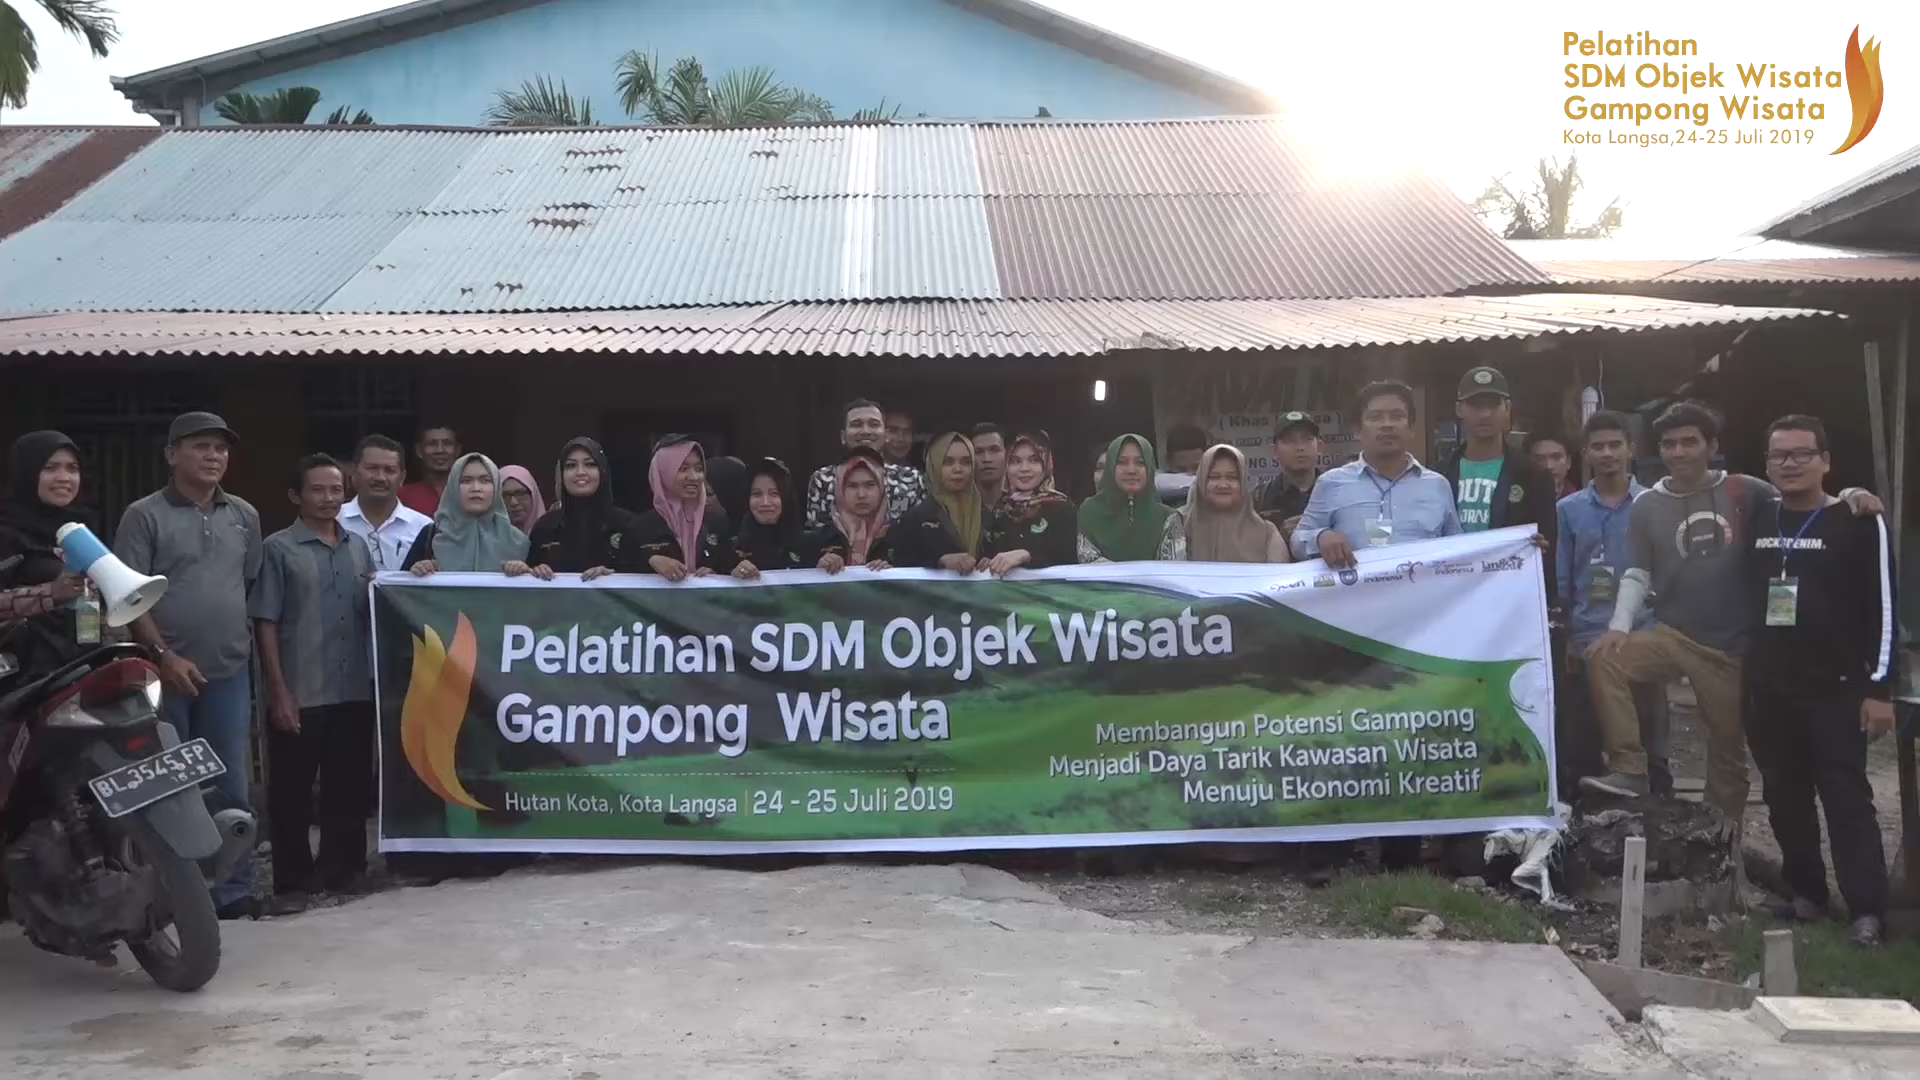 Pelatihan
SDM Objek Wisata
Gampong Wisata
Kota Langsa, 24-25 Juli 2019
( Khas
Pelatihan SDM Objek Wisata
Gampong Wisata
Hutan Kota, Kota Langsa | 24 - 25 Juli 2019
Membangun Potensi Gampong
Menjadi Daya Tarik Kawasan Wisata
Menuju Ekonomi Kreatif
BL 3545 FP